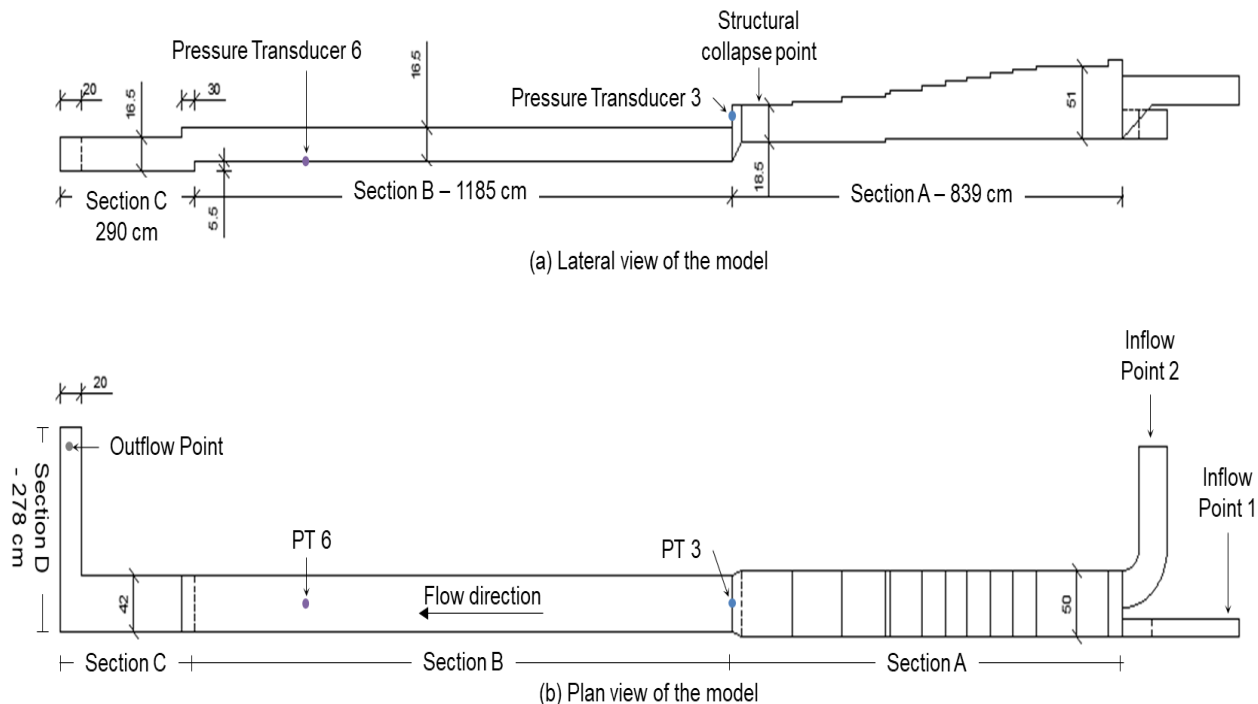 Structural
collapse point
Pressure Transducer 6
Pressure Transducer 3
20
16.5
30
16.5
51
18.5
5.5
Section C
290 cm
Section B – 1185 cm
Section A – 839 cm
(a) Lateral view of the model
Inflow
Point 2
Inflow
Point 1
20
Outflow Point
Section D
- 278 cm
PT 6
PT 3
Flow direction
42
50
Section C
Section B
Section A
(b) Plan view of the model